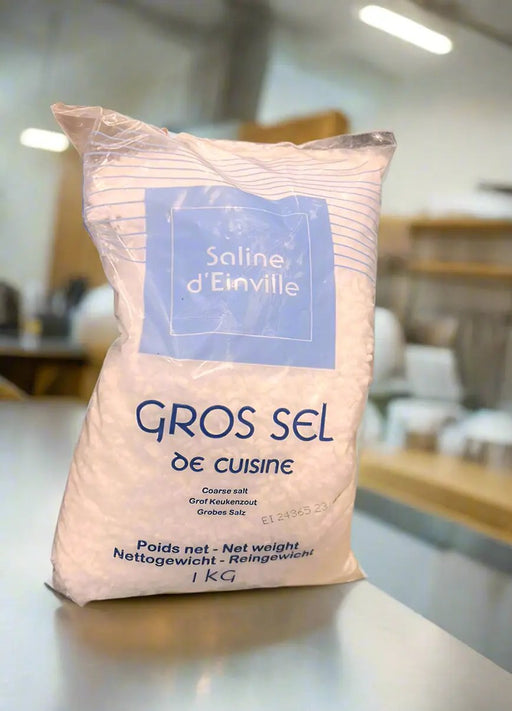 Saline
d'Einville
GROS SEL
DE CUISINE
Coarse salt
Grof Keukenzout
Grobes Salz
EI 24365 23
Poids net - Net weight
Nettogewicht - Reingewicht
1 KG